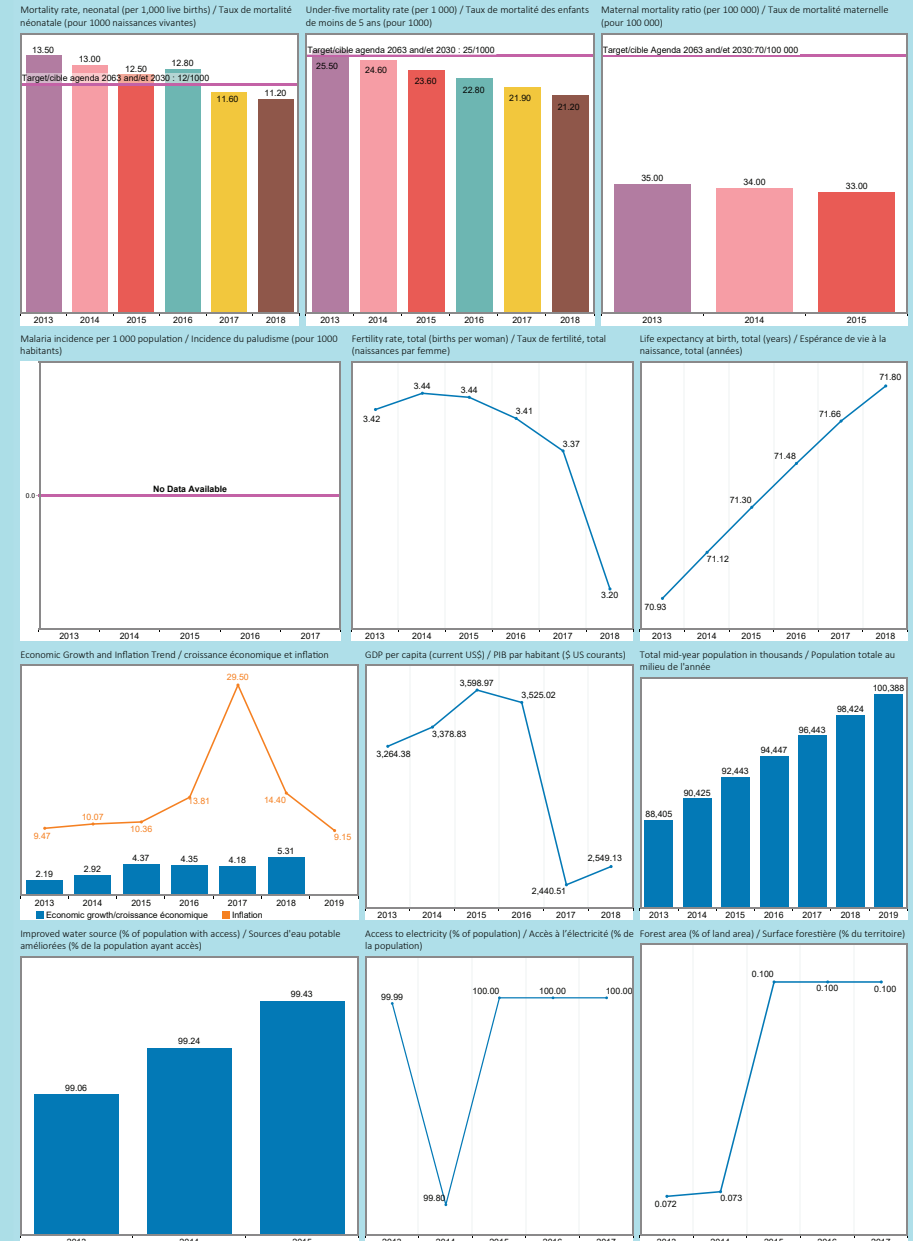 Mortality rate, neonatal (per 1,000 live births) / Taux de mortalité
néonatale (pour 1000 naissances vivantes)
13.50
13.00
12.50
12.80
Target/cible agenda 2063 and/et 2030 : 12/1000
11.60
11.20
2013 2014 2015 2016 2017 2018
Under-five mortality rate (per 1 000) / Taux de mortalité des enfants
de moins de 5 ans (pour 1000)
Target/cible agenda 2063 and/et 2030 : 25/1000
25.50
24.60
23.60
22.80
21.90
21.20
2013 2014 2015 2016 2017 2018
Maternal mortality ratio (per 100 000) / Taux de mortalité maternelle
(pour 100 000)
Target/cible Agenda 2063 and/et 2030:70/100 000
35.00
34.00
33.00
2013 2014 2015
Malaria incidence per 1 000 population / Incidence du paludisme (pour 1000
habitants)
0.0
No Data Available
2013 2014 2015 2016 2017
Fertility rate, total (births per woman) / Taux de fertilité, total
(naissances par femme)
3.42
3.44
3.44
3.41
3.37
3.20
2013 2014 2015 2016 2017 2018
Life expectancy at birth, total (years) / Espérance de vie à la
naissance, total (années)
71.80
71.66
71.48
71.30
71.12
70.93
2013 2014 2015 2016 2017 2018
Economic Growth and Inflation Trend / croissance économique et inflation
29.50
13.81
14.40
10.07
10.36
9.47
9.15
2.19
2.92
4.37
4.35
4.18
5.31
2013 2014 2015 2016 2017 2018 2019
Economic growth/croissance économique Inflation
GDP per capita (current US$) / PIB par habitant ($ US courants)
3,598.97
3,525.02
3,378.83
3,264.38
2,549.13
2,440.51
2013 2014 2015 2016 2017 2018
Total mid-year population in thousands / Population totale au
milieu de l'année
100,388
98,424
96,443
94,447
92,443
90,425
88,405
2013 2014 2015 2016 2017 2018 2019
Improved water source (% of population with access) / Sources d'eau potable
améliorées (% de la population ayant accès)
99.43
99.24
99.06
2013 2014 2015
Access to electricity (% of population) / Accès à l'électricité (% de
la population)
99.99
100.00
100.00
100.00
99.80
2013 2014 2015 2016 2017
Forest area (% of land area) / Surface forestière (% du territoire)
0.100
0.100
0.100
0.072
0.073
2013 2014 2015 2016 2017